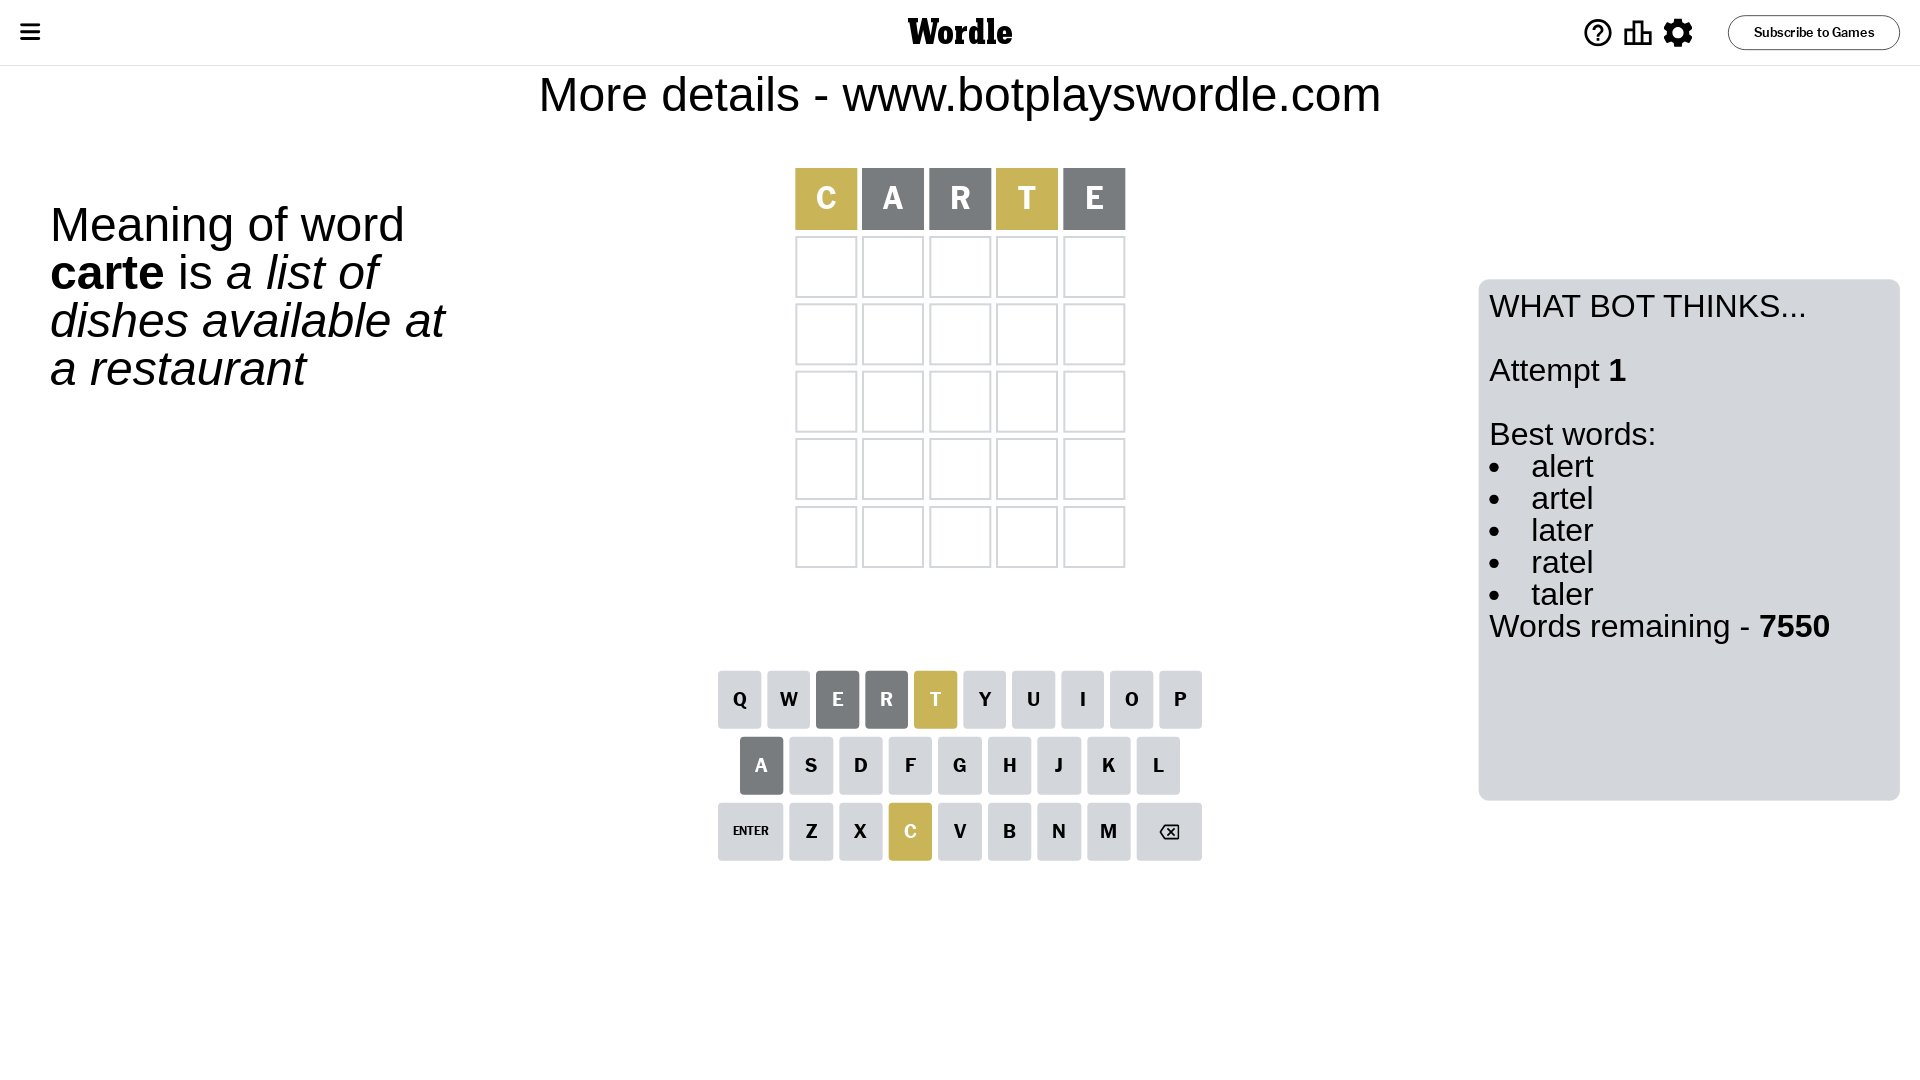 Wordle
Subscribe to Games
More details - www.botplayswordle.com
Meaning of word
carte is a list of
dishes available at
a restaurant
C A R T E
WHAT BOT THINKS...
Attempt 1
Best words:
• alert
• artel
• later
• ratel
• taler
Words remaining - 7550
Q W E R T Y U I O P
A S D F G H J K L
ENTER Z X C V B N M